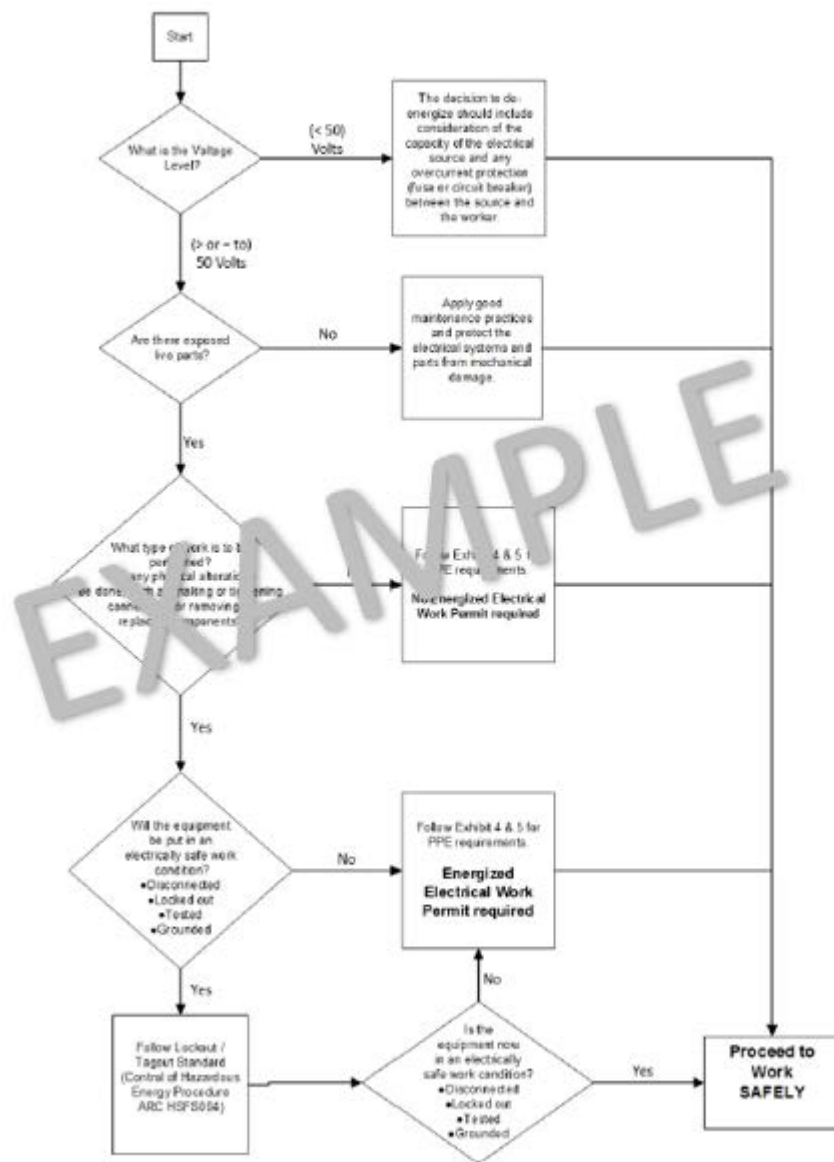 Start
What is the Voltage
Level?
(< 50)
Volts
The decision to de-
energize should include
consideration of the
capacity of the electrical
source and any
overcurrent protection
(fuse or circuit breaker)
between the source and
the worker.
(> or = to)
50 Volts
Are there exposed
live parts?
No
Apply good
maintenance practices
and protect the
electrical systems and
parts from mechanical
damage.
Yes
EXAMPLE
What type of work is to
any physical
replac
Follow Exhibit 4 & 5 for
PPE requirements.
No Energized Electrical
Work Permit required
Yes
Will the equipment
be put in an
electrically safe work
condition?
●Disconnected
●Locked out
●Tested
●Grounded
No
Follow Exhibit 4 & 5 for
PPE requirements.
Energized
Electrical Work
Permit required
Yes
No
Follow Lockout /
Tagout Standard
(Control of Hazardous
Energy Procedure
ARC HSFS004)
Is the
equipment now
in an electrically
safe work condition?
●Disconnected
●Locked out
●Tested
●Grounded
Yes
Proceed to
Work
SAFELY